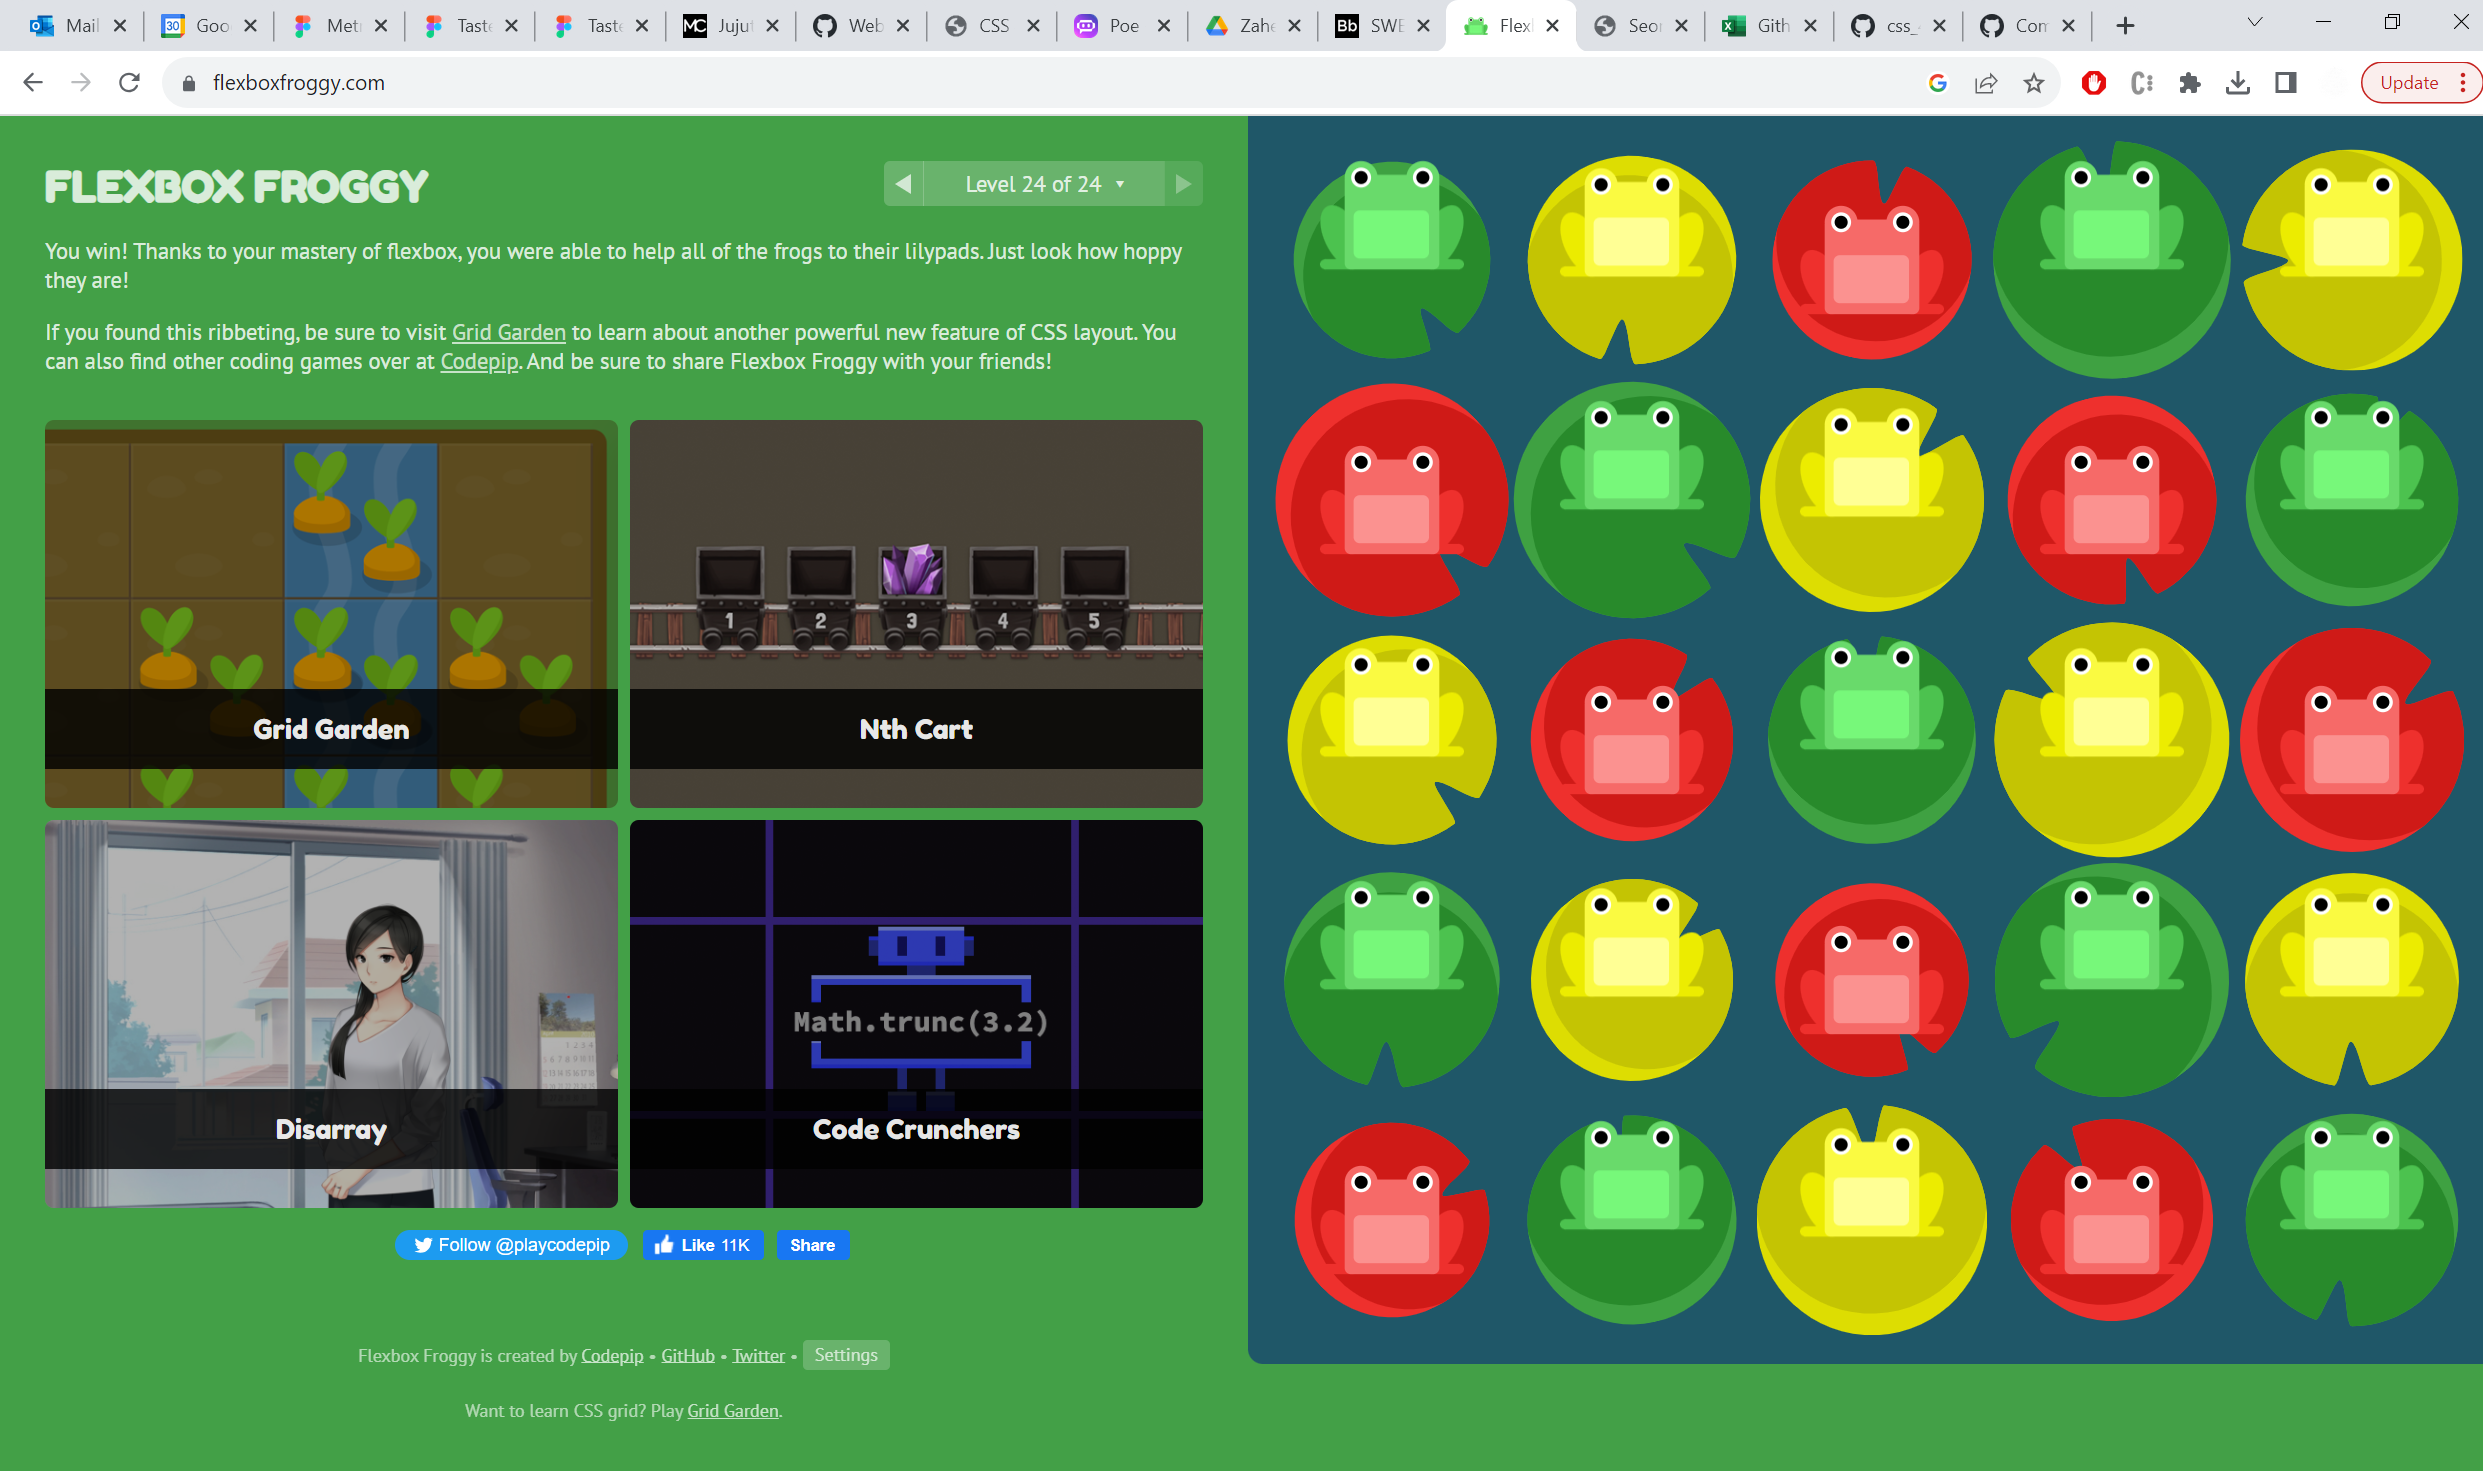 Mail
Goo
Met
Taste
Taste
Jujut
Web
CSS
Poe
Zahe
SWE
Flex
Seo
Gith
css_
Com
flexboxfroggy.com
Update
FLEXBOX FROGGY
Level 24 of 24
You win! Thanks to your mastery of flexbox, you were able to help all of the frogs to their lilypads. Just look how hoppy
they are!
If you found this ribbeting, be sure to visit Grid Garden to learn about another powerful new feature of CSS layout. You
can also find other coding games over at Codepip. And be sure to share Flexbox Froggy with your friends!
1 2 3 4 5
Grid Garden
Nth Cart
Math.trunc(3.2)
Disarray
Code Crunchers
Follow @playcodepip
Like 11K
Share
Flexbox Froggy is created by Codepip • GitHub • Twitter • Settings
Want to learn CSS grid? Play Grid Garden.